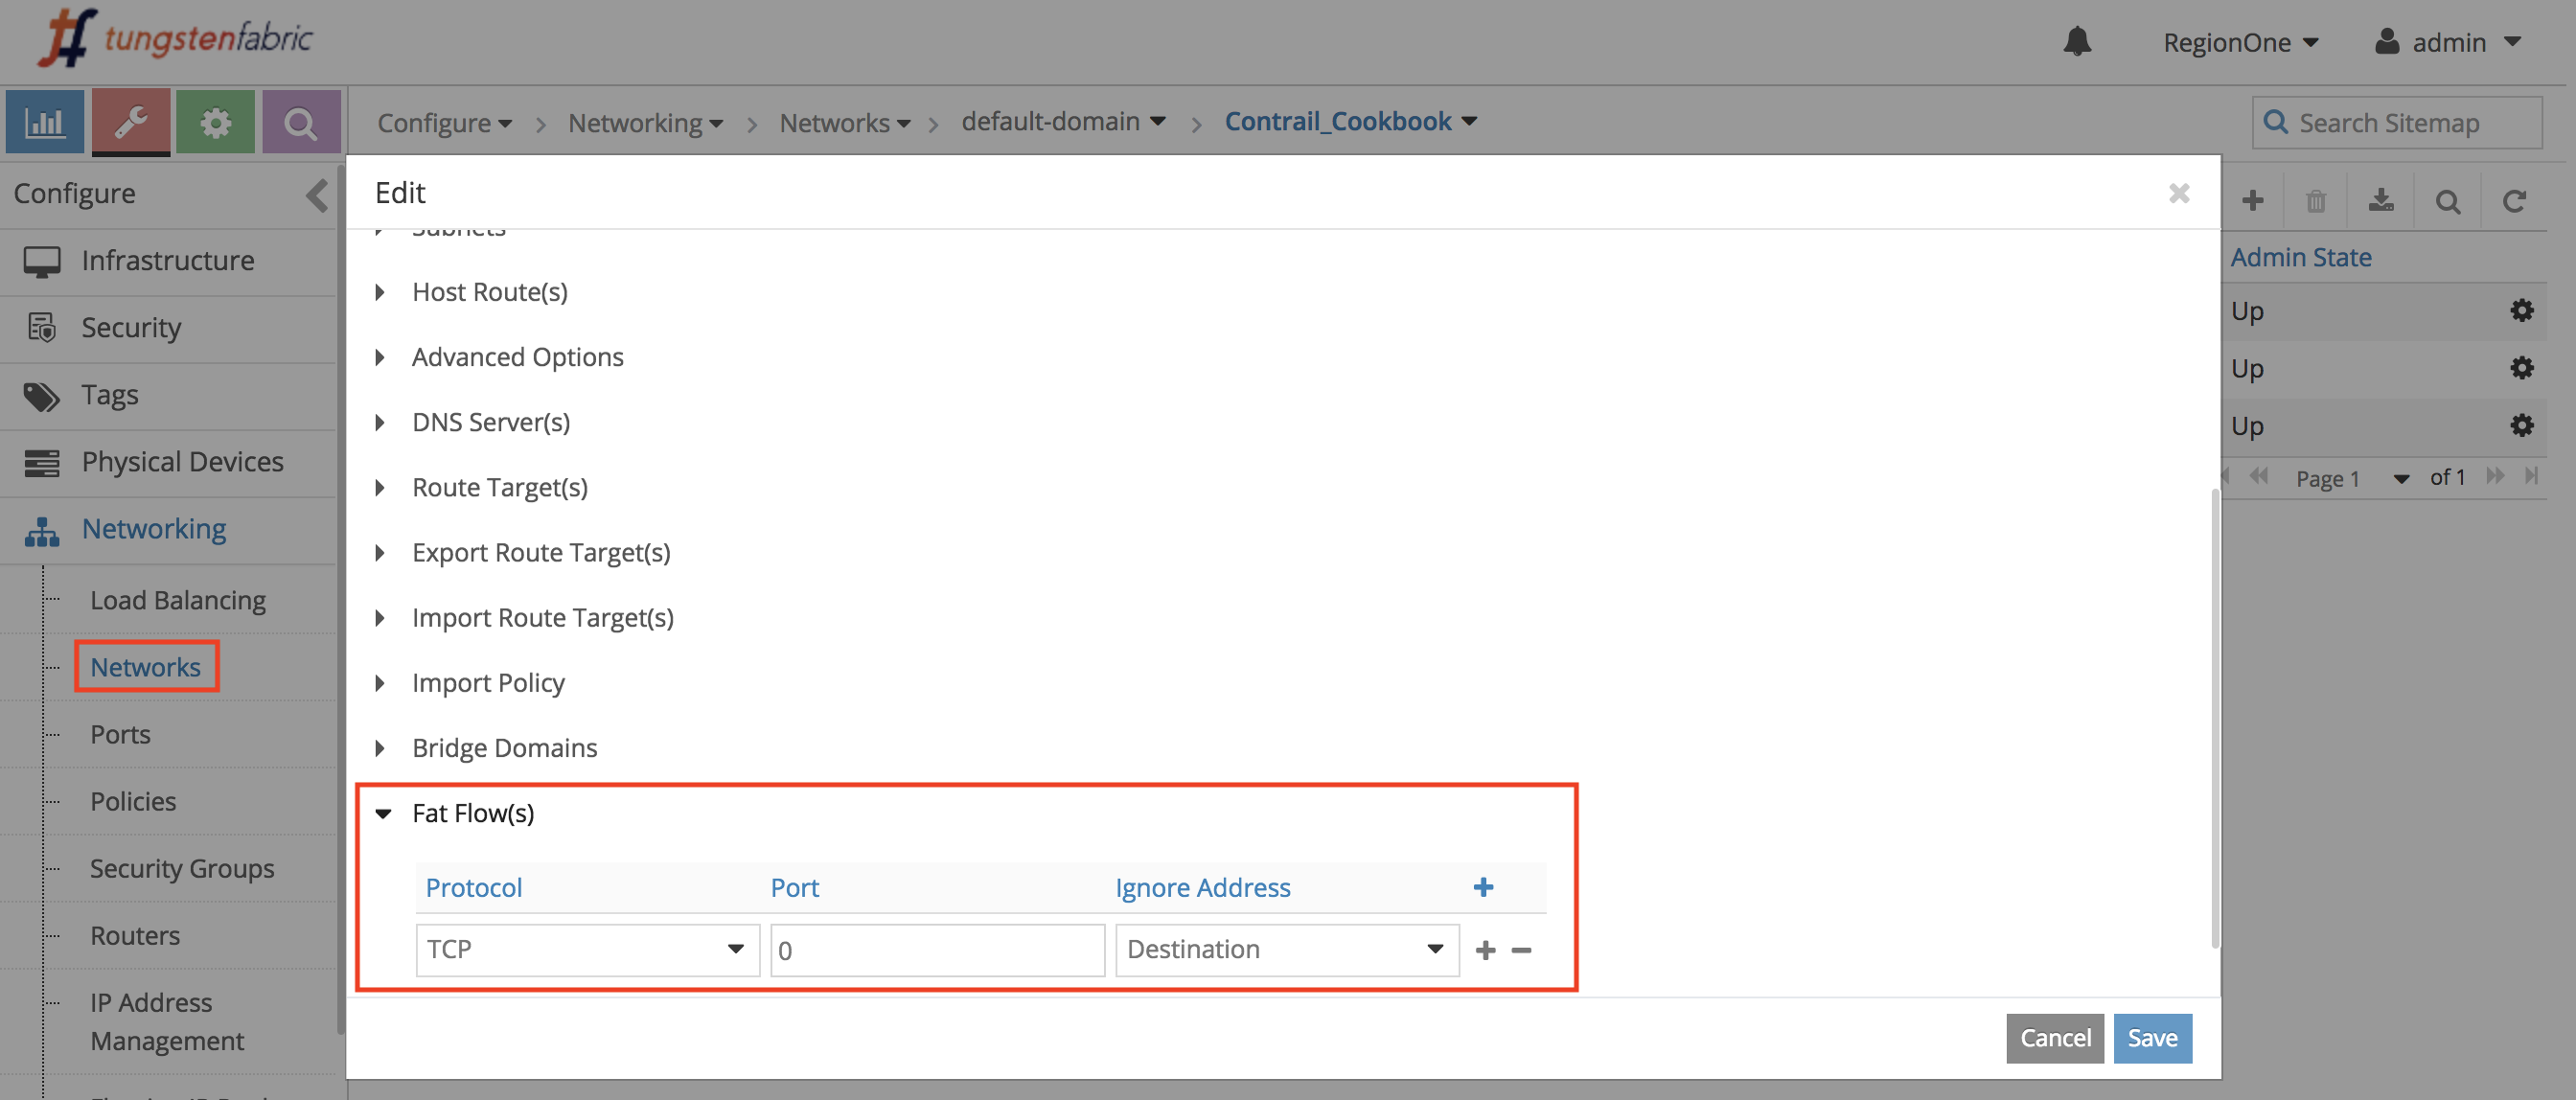 tungstenfabric
RegionOne
admin
Configure > Networking > Networks > default-domain > Contrail_Cookbook
Search Sitemap
Configure
Infrastructure
Security
Tags
Physical Devices
Networking
Load Balancing
Networks
Ports
Policies
Security Groups
Routers
IP Address
Management
Edit
Subnets
Host Route(s)
Advanced Options
DNS Server(s)
Route Target(s)
Export Route Target(s)
Import Route Target(s)
Import Policy
Bridge Domains
Fat Flow(s)
Protocol Port Ignore Address
TCP 0 Destination
Cancel Save
Admin State
Up
Up
Up
Page 1 of 1